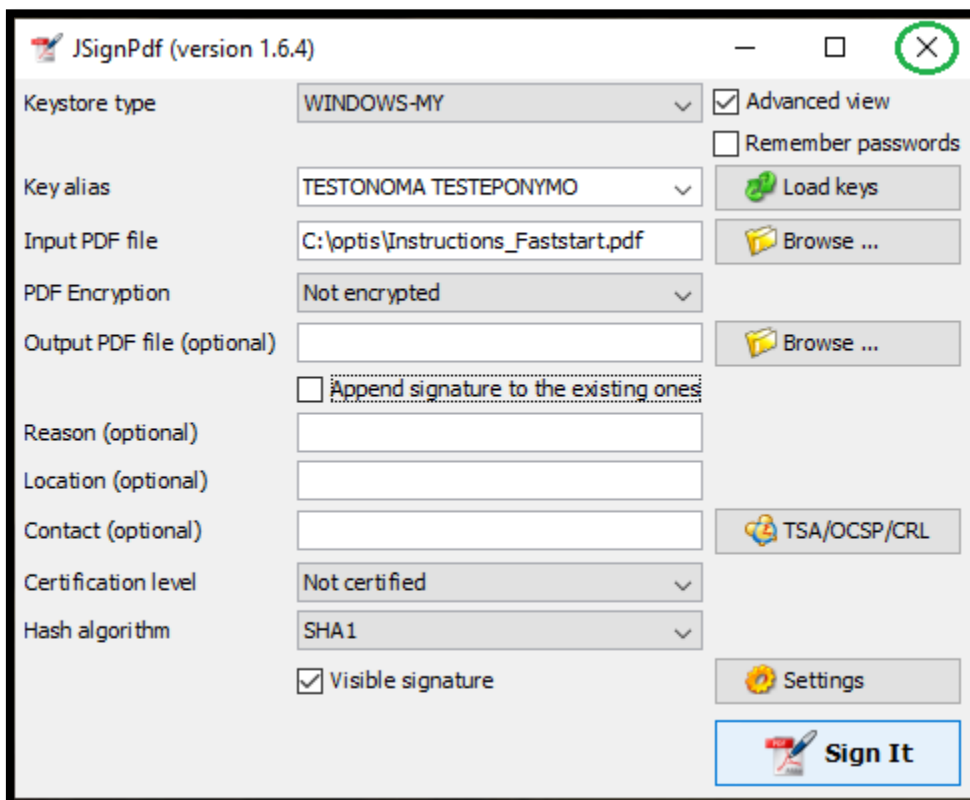 JSignPdf (version 1.6.4)
Keystore type WINDOWS-MY Advanced view
Remember passwords
Key alias TESTONOMA TESTEPONYMO Load keys
Input PDF file C:\optis\Instructions_Faststart.pdf Browse ...
PDF Encryption Not encrypted
Output PDF file (optional) Browse ...
Append signature to the existing ones
Reason (optional)
Location (optional)
Contact (optional) TSA/OCSP/CRL
Certification level Not certified
Hash algorithm SHA1
Visible signature Settings
Sign It